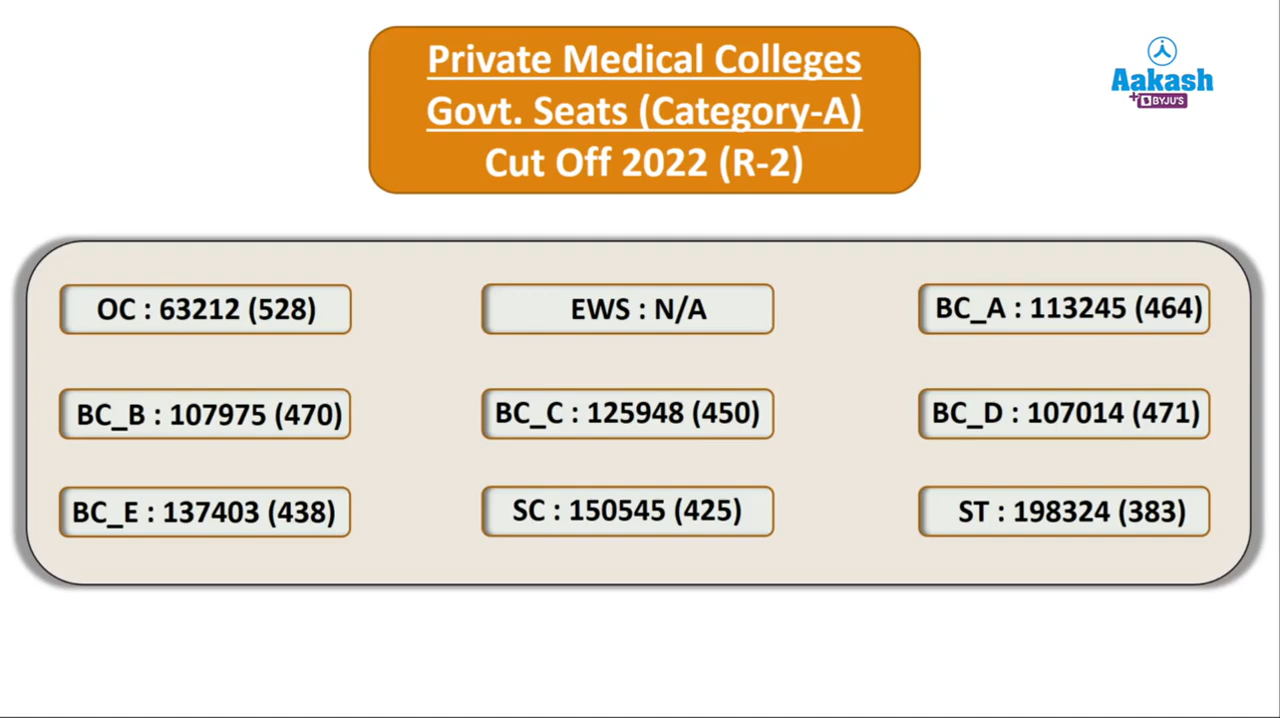 Private Medical Colleges
Govt. Seats (Category-A)
Cut Off 2022 (R-2)
Aakash
+ BYJU'S
OC : 63212 (528)
EWS : N/A
BC_A : 113245 (464)
BC_B : 107975 (470)
BC_C : 125948 (450)
BC_D : 107014 (471)
BC_E : 137403 (438)
SC : 150545 (425)
ST : 198324 (383)